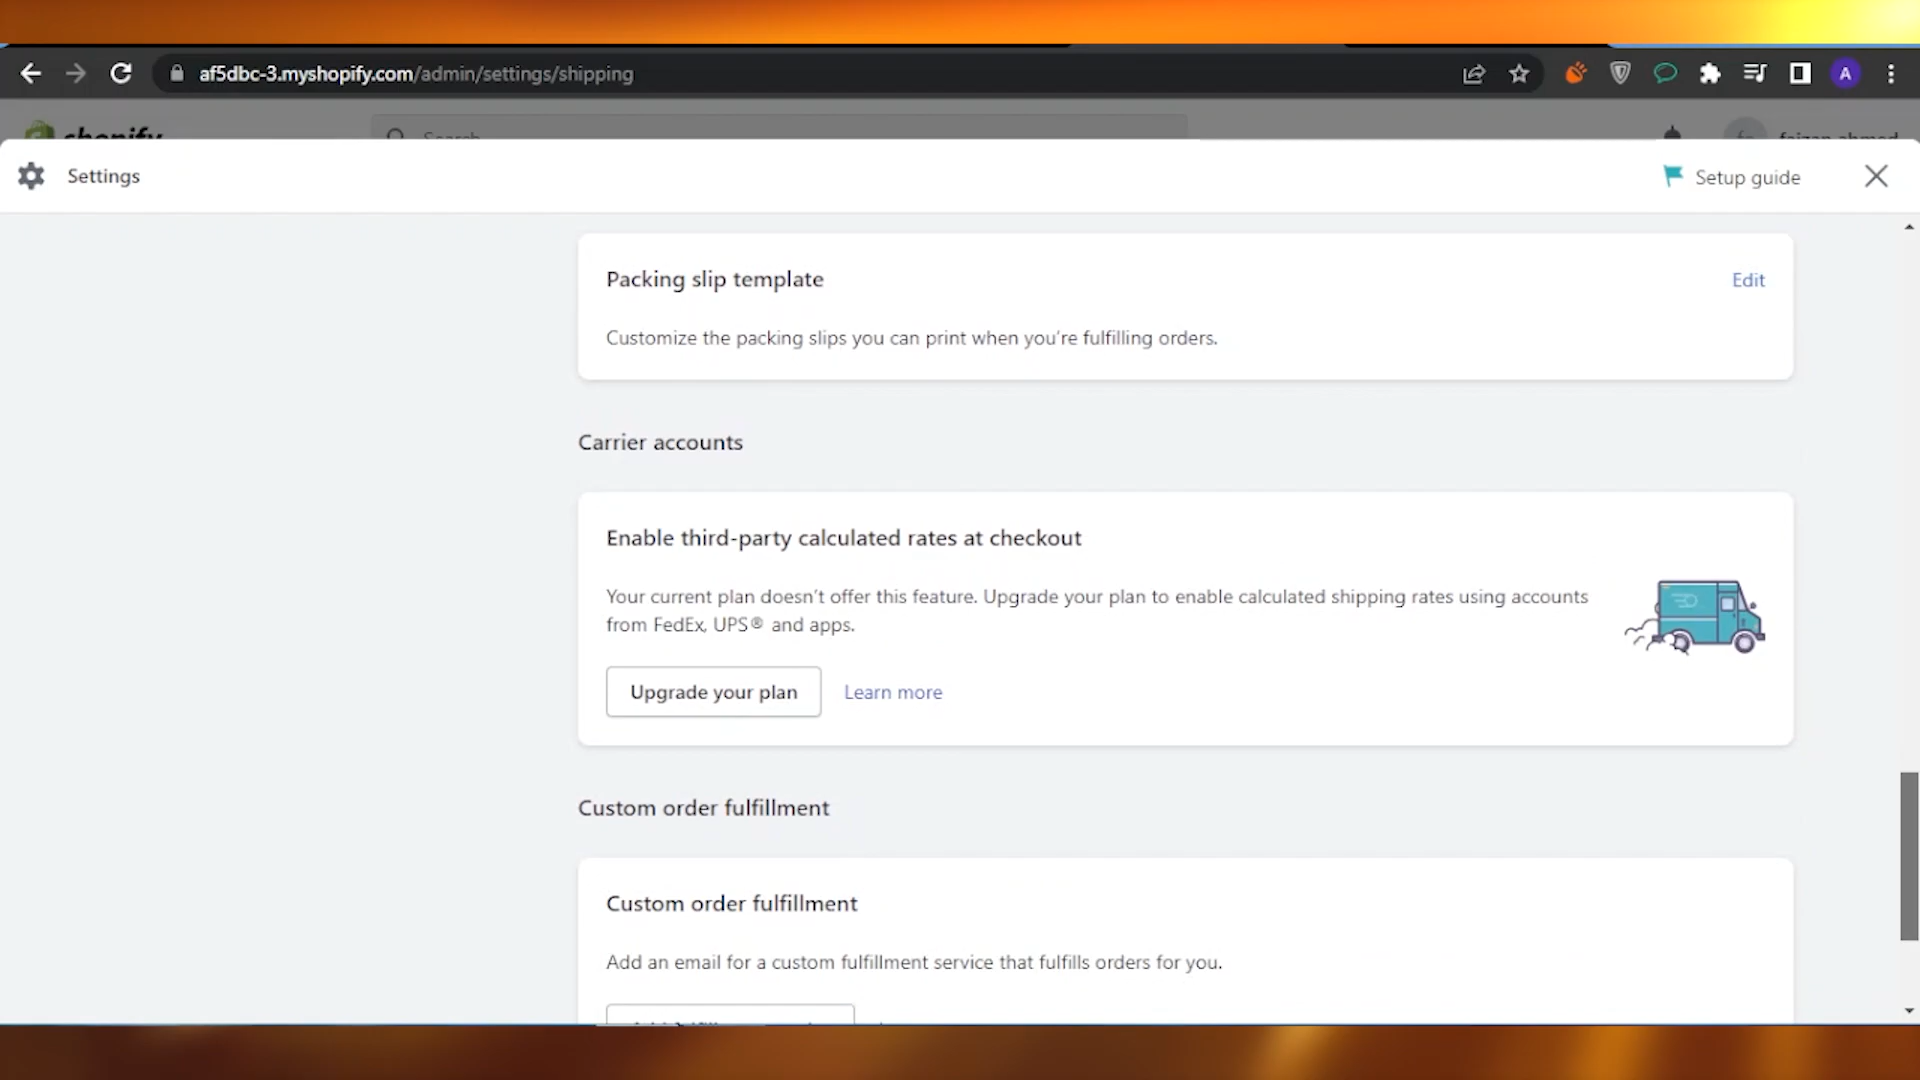 af5dbc-3.myshopify.com/admin/settings/shipping
A
shopify
Search
faizan ahmed
Settings
Setup guide
Packing slip template
Edit
Customize the packing slips you can print when you're fulfilling orders.
Carrier accounts
Enable third-party calculated rates at checkout
Your current plan doesn't offer this feature. Upgrade your plan to enable calculated shipping rates using accounts
from FedEx, UPS® and apps.
Upgrade your plan
Learn more
Custom order fulfillment
Custom order fulfillment
Add an email for a custom fulfillment service that fulfills orders for you.